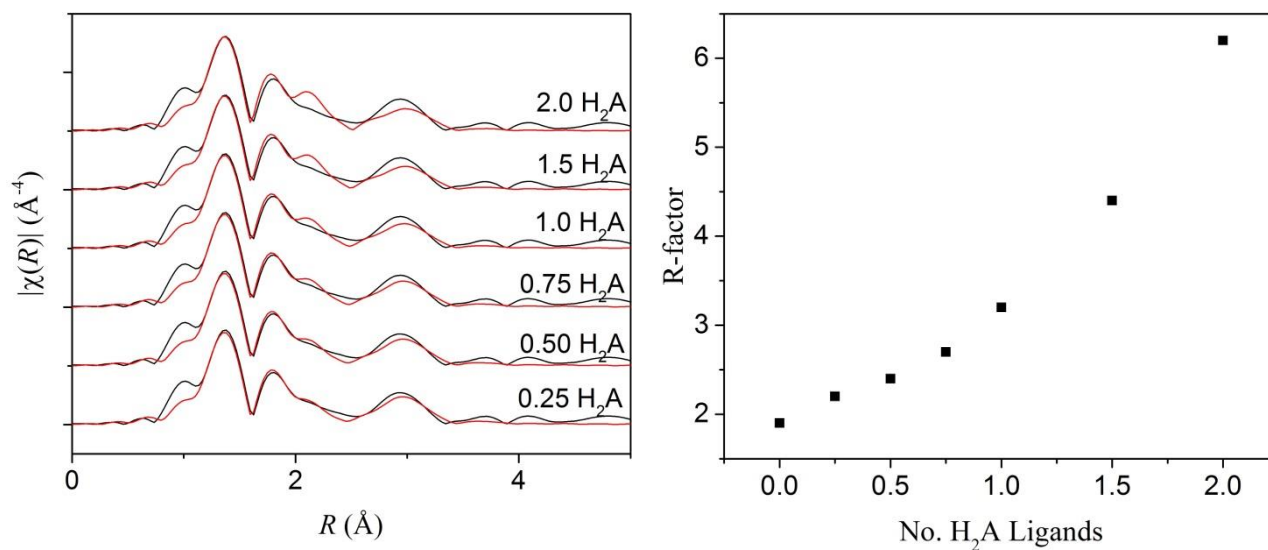 |χ(R)| (Å⁻⁴)
2.0 H₂A
1.5 H₂A
1.0 H₂A
0.75 H₂A
0.50 H₂A
0.25 H₂A
0 2 4
R (Å)
R-factor
6
5
4
3
2
0.0 0.5 1.0 1.5 2.0
No. H₂A Ligands